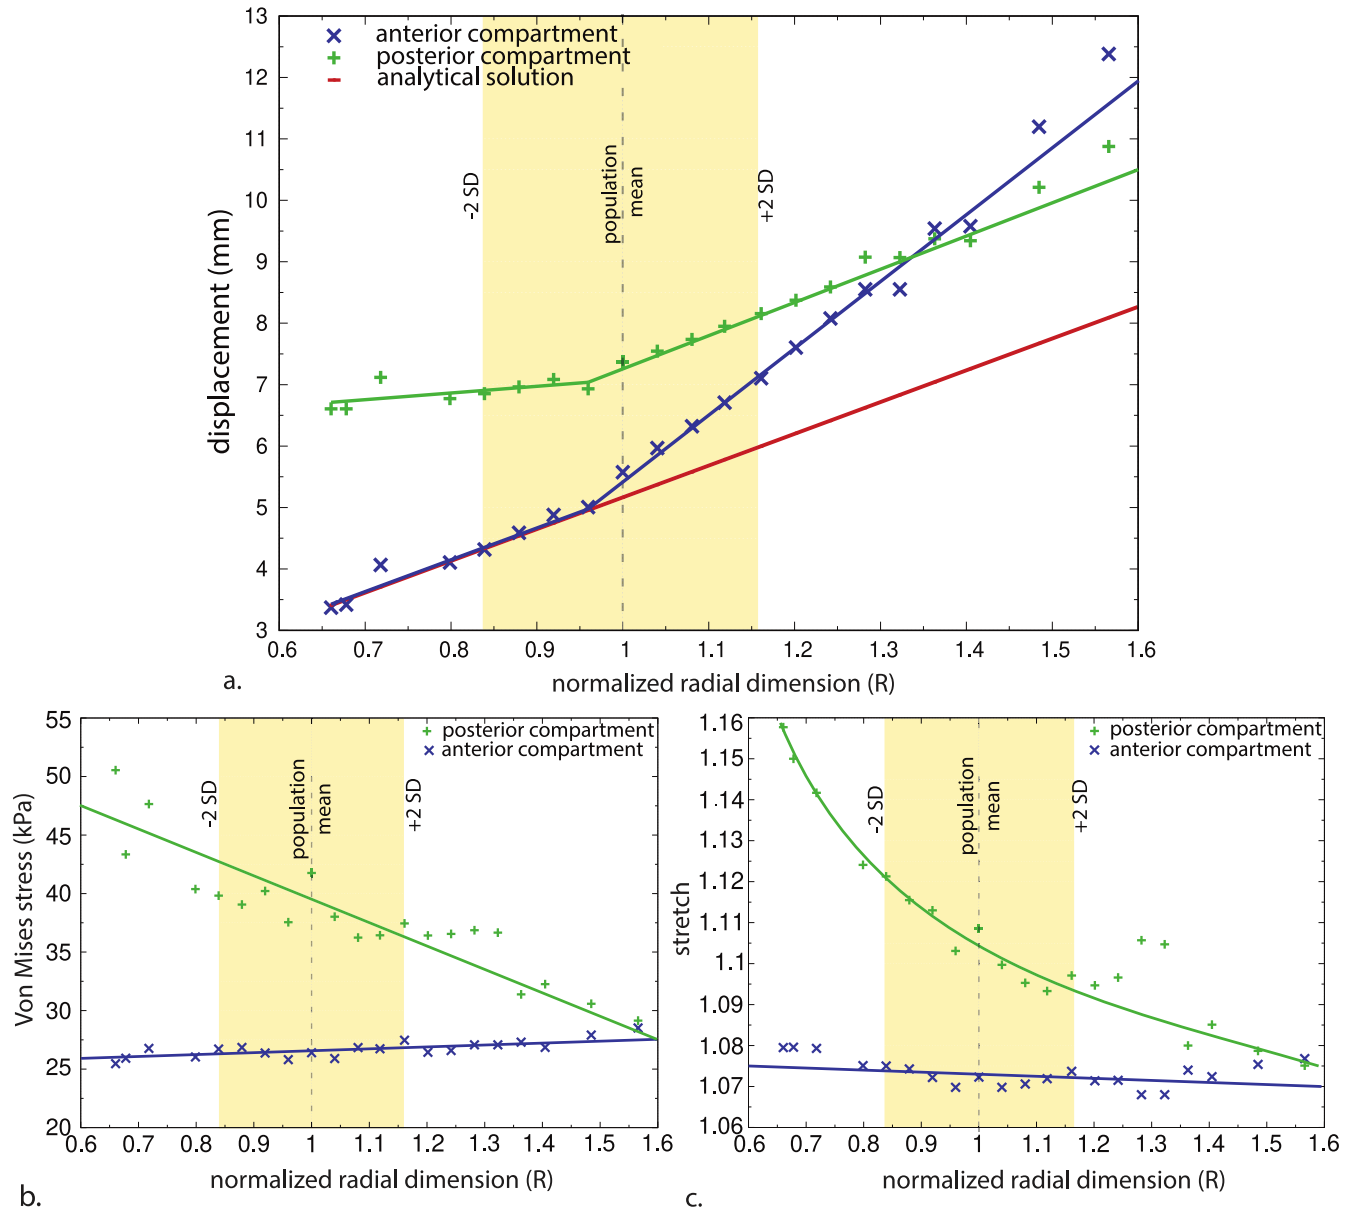 13
12
11
10
9
8
7
6
5
4
3
displacement (mm)
anterior compartment
posterior compartment
analytical solution
-2 SD
population
mean
+2 SD
0.6 0.7 0.8 0.9 1 1.1 1.2 1.3 1.4 1.5 1.6
normalized radial dimension (R)
a.
55
50
45
40
35
30
25
20
Von Mises stress (kPa)
posterior compartment
anterior compartment
-2 SD
population
mean
+2 SD
0.6 0.7 0.8 0.9 1 1.1 1.2 1.3 1.4 1.5 1.6
normalized radial dimension (R)
b.
1.16
1.15
1.14
1.13
1.12
1.11
1.1
1.09
1.08
1.07
1.06
stretch
posterior compartment
anterior compartment
-2 SD
population
mean
+2 SD
0.6 0.7 0.8 0.9 1 1.1 1.2 1.3 1.4 1.5 1.6
normalized radial dimension (R)
c.